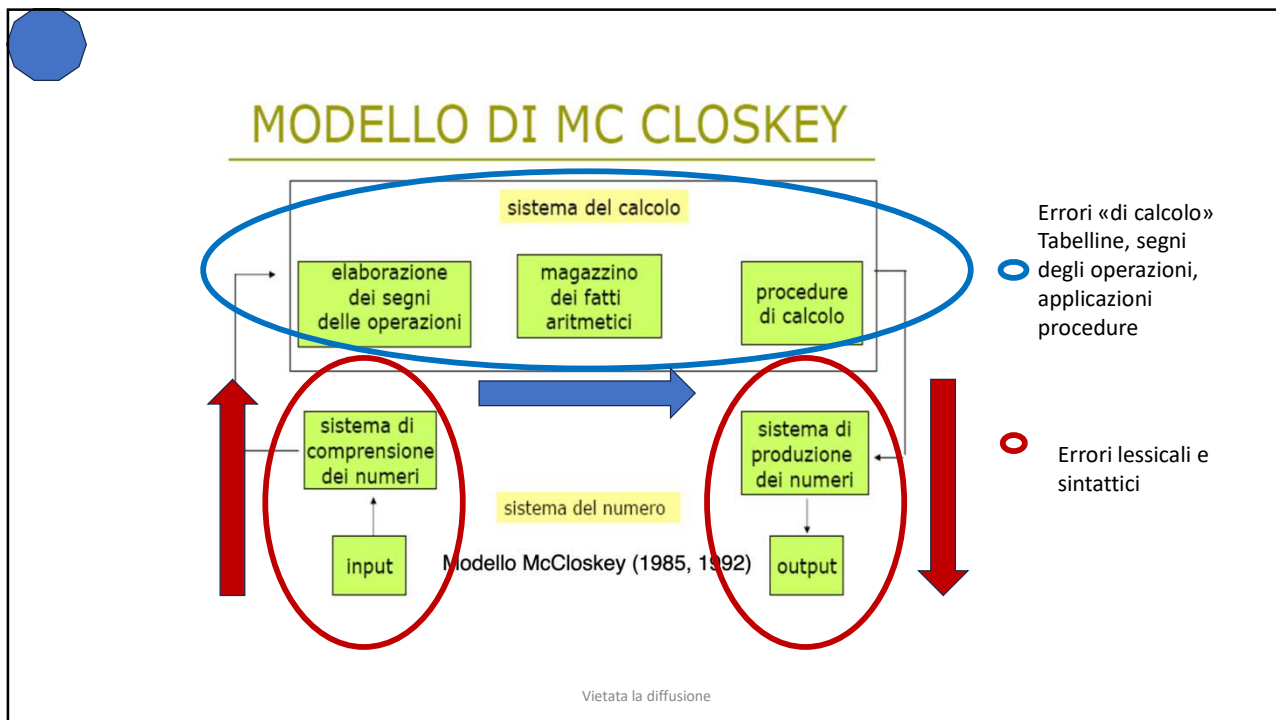 MODELLO DI MC CLOSKEY
sistema del calcolo
elaborazione
dei segni
delle operazioni
magazzino
dei fatti
aritmetici
procedure
di calcolo
Errori «di calcolo»
Tabelline, segni
degli operazioni,
applicazioni
procedure
sistema di
comprensione
dei numeri
sistema di
produzione
dei numeri
Errori lessicali e
sintattici
sistema del numero
input
Modello McCloskey (1985, 1992)
output
Vietata la diffusione